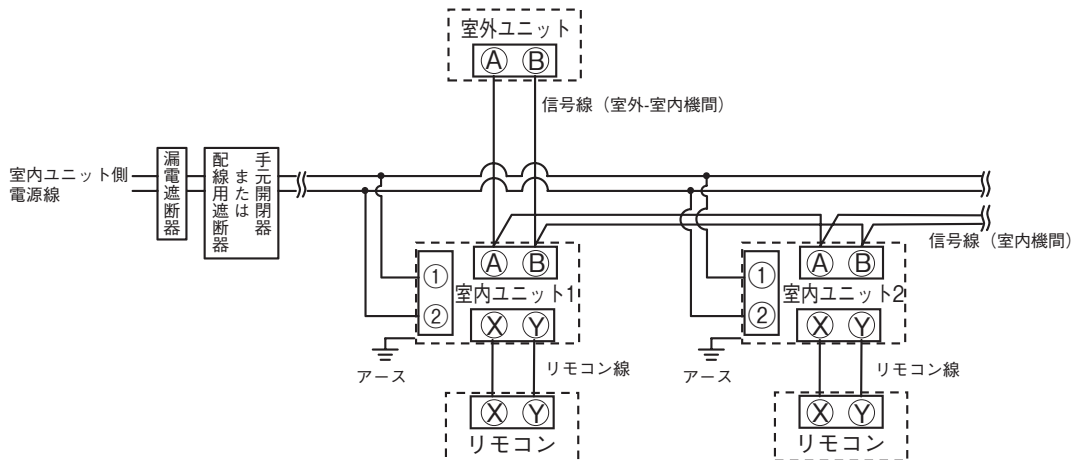 室外ユニット
A B
信号線（室外-室内機間）
室内ユニット側
電源線
漏電遮断器
手元開閉器
または
配線用遮断器
信号線（室内機間）
A B
室内ユニット1
①
②
X Y
アース
リモコン線
X Y
リモコン
A B
室内ユニット2
①
②
X Y
アース
リモコン線
X Y
リモコン